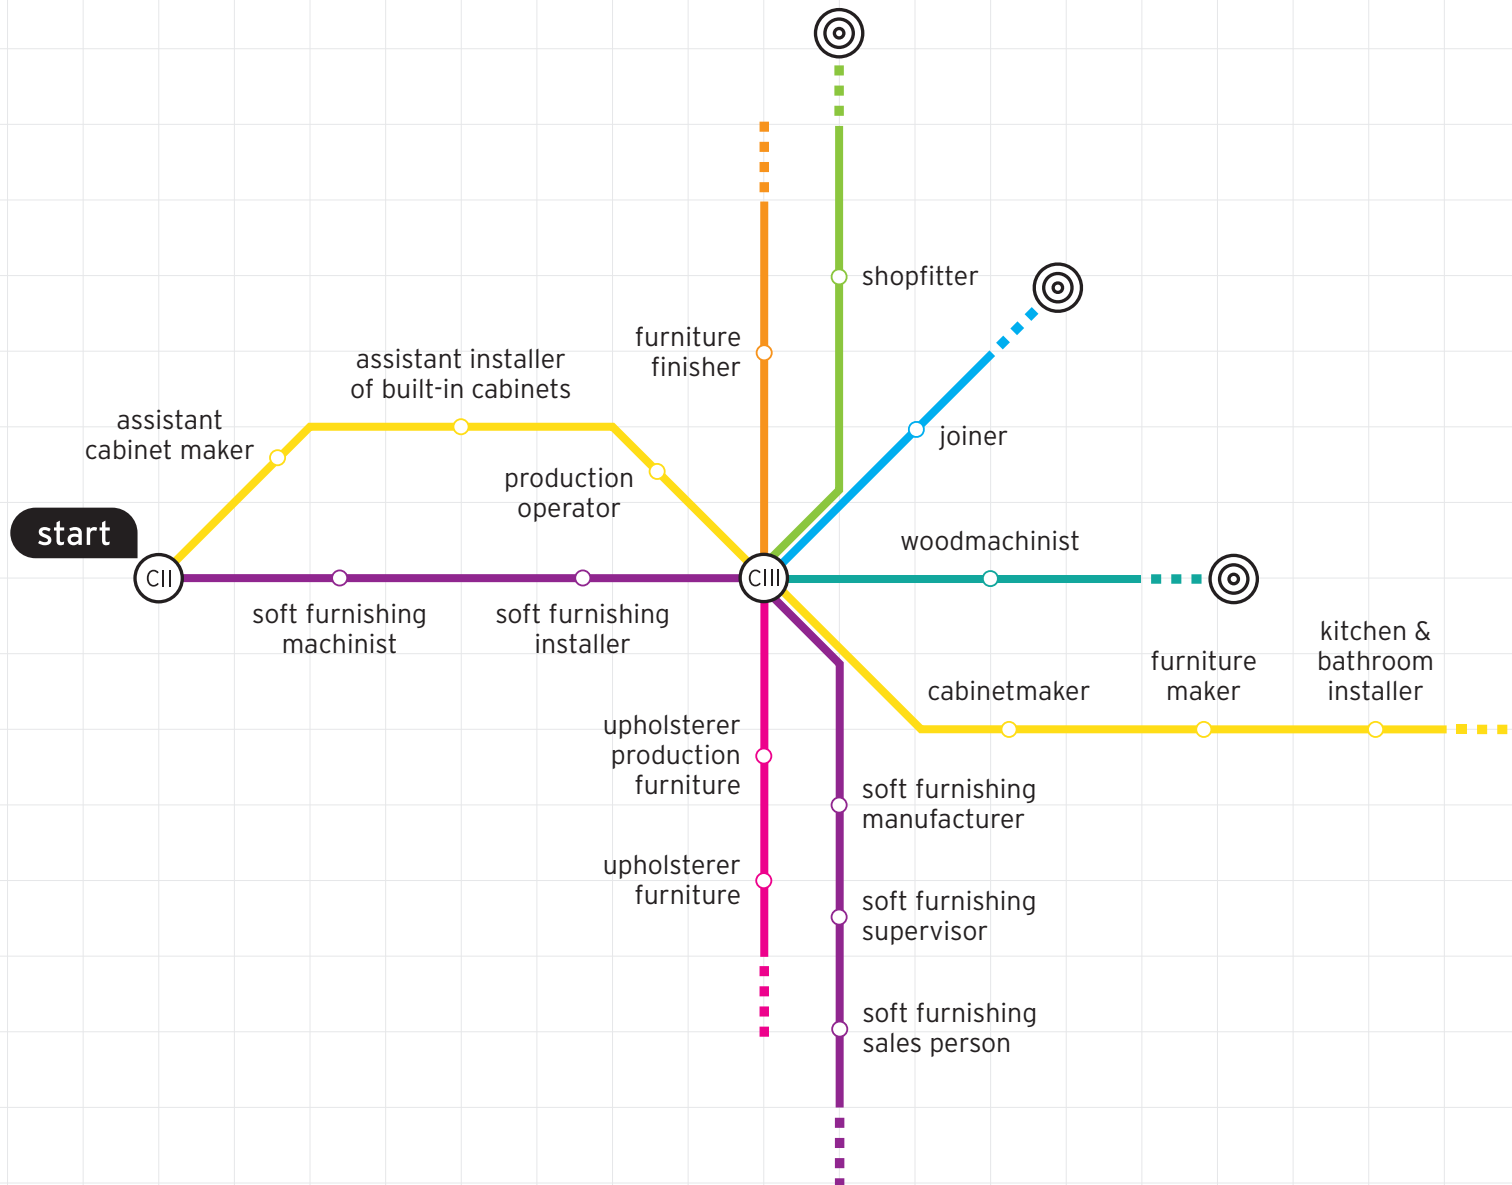 shopfitter
furniture
finisher
assistant installer
of built-in cabinets
assistant
cabinet maker
joiner
production
operator
start
woodmachinist
CII
CIII
soft furnishing
machinist
soft furnishing
installer
kitchen &
bathroom
installer
furniture
maker
cabinetmaker
upholsterer
production
furniture
soft furnishing
manufacturer
upholsterer
furniture
soft furnishing
supervisor
soft furnishing
sales person